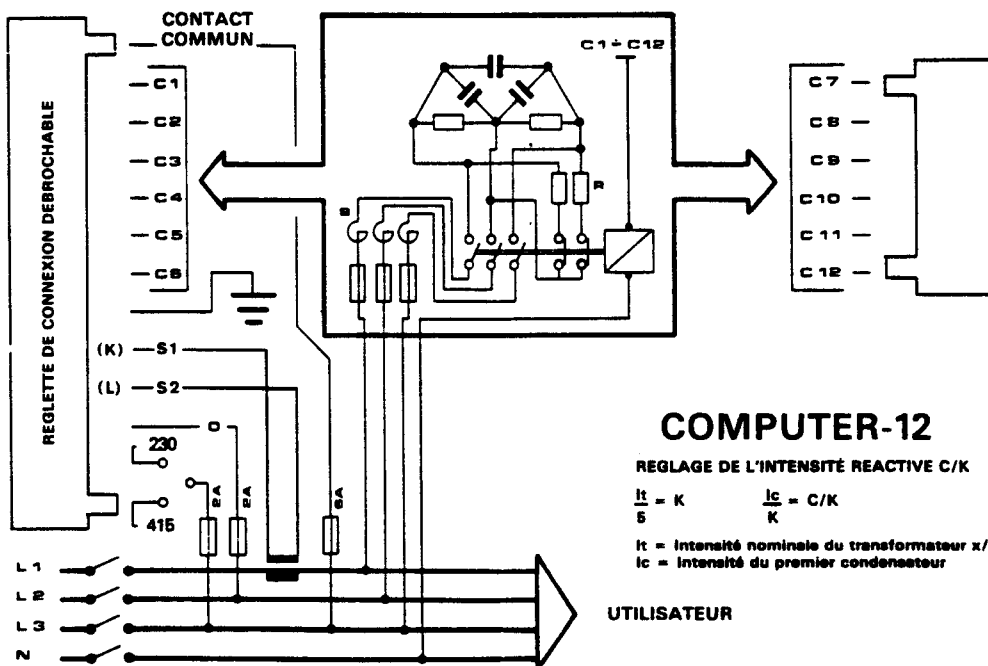 CONTACT
COMMUN
C1
C2
C3
C4
C5
C6
REGLETTE DE CONNEXION DEBROCHABLE
(K) S1
(L) S2
0
230
415
2A
2A
6A
C1÷C12
R
C7
C8
C9
C10
C11
C12
COMPUTER-12
REGLAGE DE L'INTENSITÉ REACTIVE C/K
It/5 = K Ic/K = C/K
It = Intensité nominale du transformateur x/
Ic = Intensité du premier condensateur
L1
L2
L3
N
UTILISATEUR